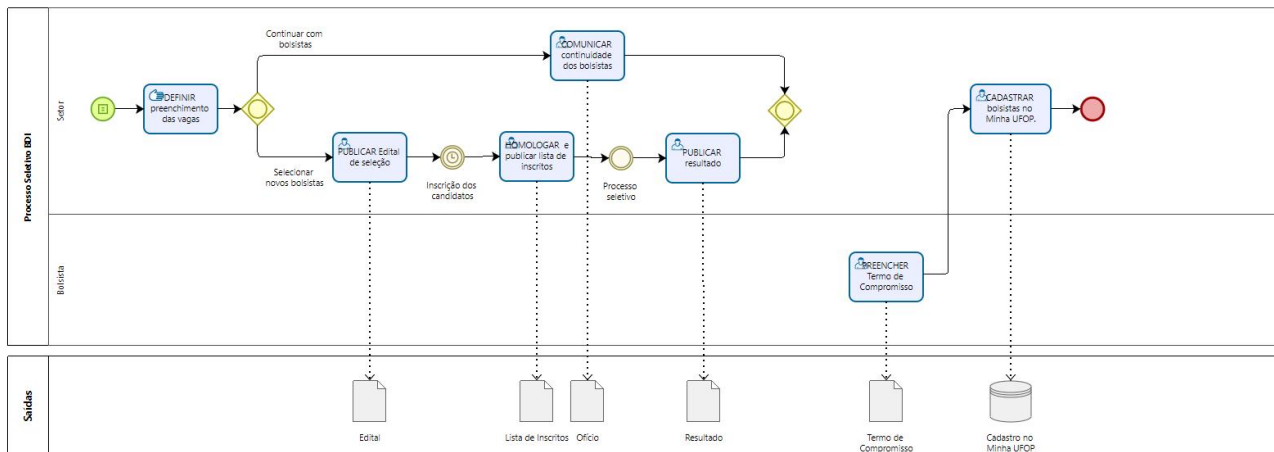 Processo Seletivo BDI
Setor
DEFINIR
preenchimento
das vagas
Continuar com
bolsistas
Selecionar
novos bolsistas
COMUNICAR
continuidade
dos bolsistas
PUBLICAR Edital
de seleção
Inscrição dos
candidatos
HOMOLOGAR e
publicar lista de
inscritos
Processo
seletivo
PUBLICAR
resultado
CADASTRAR
bolsistas no
Minha UFOP.
Bolsista
PREENCHER
Termo de
Compromisso
Saídas
Edital
Lista de Inscritos
Ofício
Resultado
Termo de
Compromisso
Cadastro no
Minha UFOP